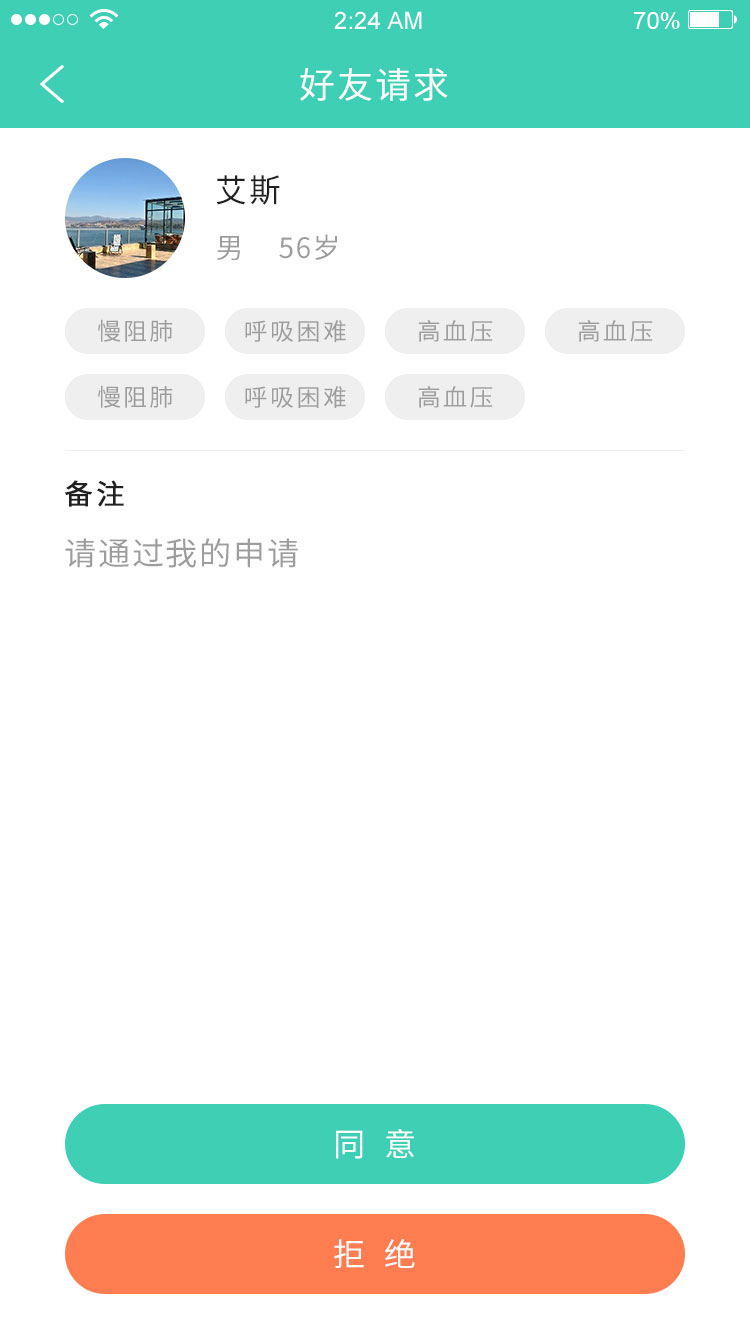 2:24 AM 70%
好友请求
艾斯
男 56岁
慢阻肺 呼吸困难 高血压 高血压
慢阻肺 呼吸困难 高血压
备注
请通过我的申请
同意
拒绝